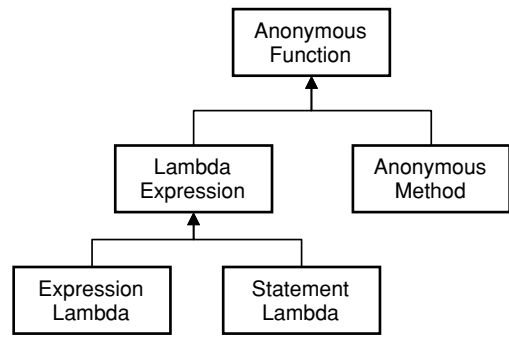 Anonymous
Function
Lambda
Expression
Anonymous
Method
Expression
Lambda
Statement
Lambda